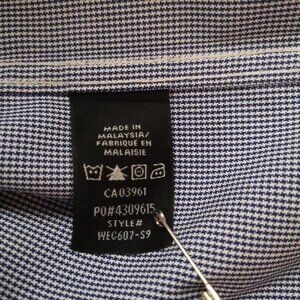 MADE IN
MALAYSIA/
FABRIQUÉ EN
MALAISIE
CA03961
PO#4309615
STYLE#
WEC607-S9